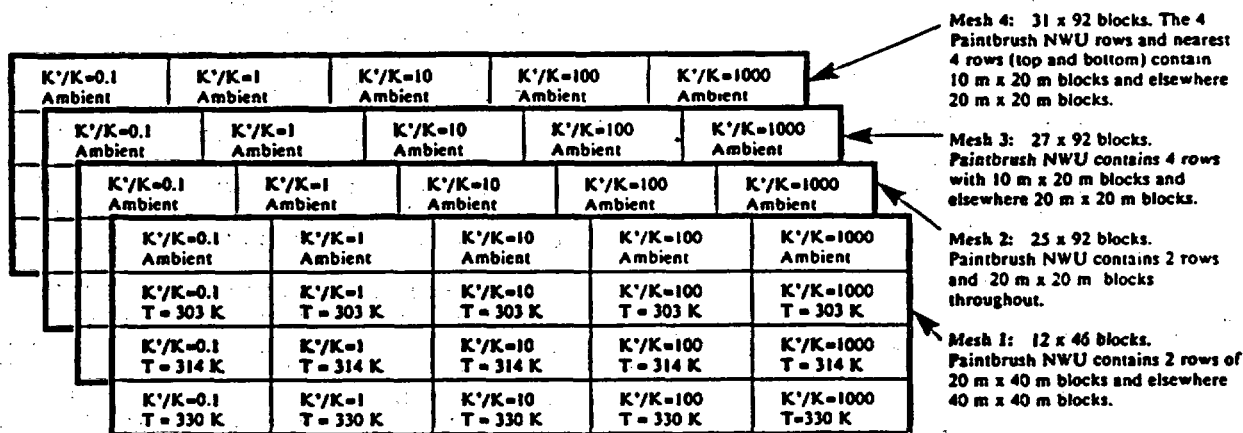 Mesh 4: 31 x 92 blocks. The 4
Paintbrush NWU rows and nearest
4 rows (top and bottom) contain
10 m x 20 m blocks and elsewhere
20 m x 20 m blocks.
K'/K=0.1 K'/K=1 K'/K=10 K'/K=100 K'/K=1000
Ambient Ambient Ambient Ambient Ambient
K'/K=0.1 K'/K=1 K'/K=10 K'/K=100 K'/K=1000
Ambient Ambient Ambient Ambient Ambient
Mesh 3: 27 x 92 blocks.
Paintbrush NWU contains 4 rows
with 10 m x 20 m blocks and
elsewhere 20 m x 20 m blocks.
K'/K=0.1 K'/K=1 K'/K=10 K'/K=100 K'/K=1000
Ambient Ambient Ambient Ambient Ambient
Mesh 2: 25 x 92 blocks.
Paintbrush NWU contains 2 rows
and 20 m x 20 m blocks
throughout.
K'/K=0.1 K'/K=1 K'/K=10 K'/K=100 K'/K=1000
Ambient Ambient Ambient Ambient Ambient
K'/K=0.1 K'/K=1 K'/K=10 K'/K=100 K'/K=1000
T = 303 K T = 303 K T = 303 K T = 303 K T = 303 K
K'/K=0.1 K'/K=1 K'/K=10 K'/K=100 K'/K=1000
T = 314 K T = 314 K T = 314 K T = 314 K T = 314 K
K'/K=0.1 K'/K=1 K'/K=10 K'/K=100 K'/K=1000
T = 330 K T = 330 K T = 330 K T = 330 K T=330 K
Mesh 1: 12 x 46 blocks.
Paintbrush NWU contains 2 rows of
20 m x 40 m blocks and elsewhere
40 m x 40 m blocks.